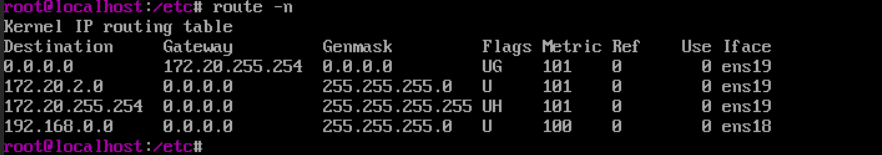 root@localhost:/etc# route -n
Kernel IP routing table
Destination     Gateway         Genmask         Flags Metric Ref    Use Iface
0.0.0.0         172.20.255.254  0.0.0.0         UG    101    0        0 ens19
172.20.2.0      0.0.0.0         255.255.255.0   U     101    0        0 ens19
172.20.255.254  0.0.0.0         255.255.255.255 UH    101    0        0 ens19
192.168.0.0     0.0.0.0         255.255.255.0   U     100    0        0 ens18
root@localhost:/etc#